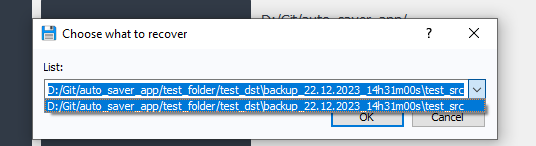 D:/Git/auto_saver_app/
Choose what to recover
?
List:
D:/Git/auto_saver_app/test_folder/test_dst\backup_22.12.2023_14h31m00s\test_src
D:/Git/auto_saver_app/test_folder/test_dst\backup_22.12.2023_14h31m00s\test_src
OK
Cancel